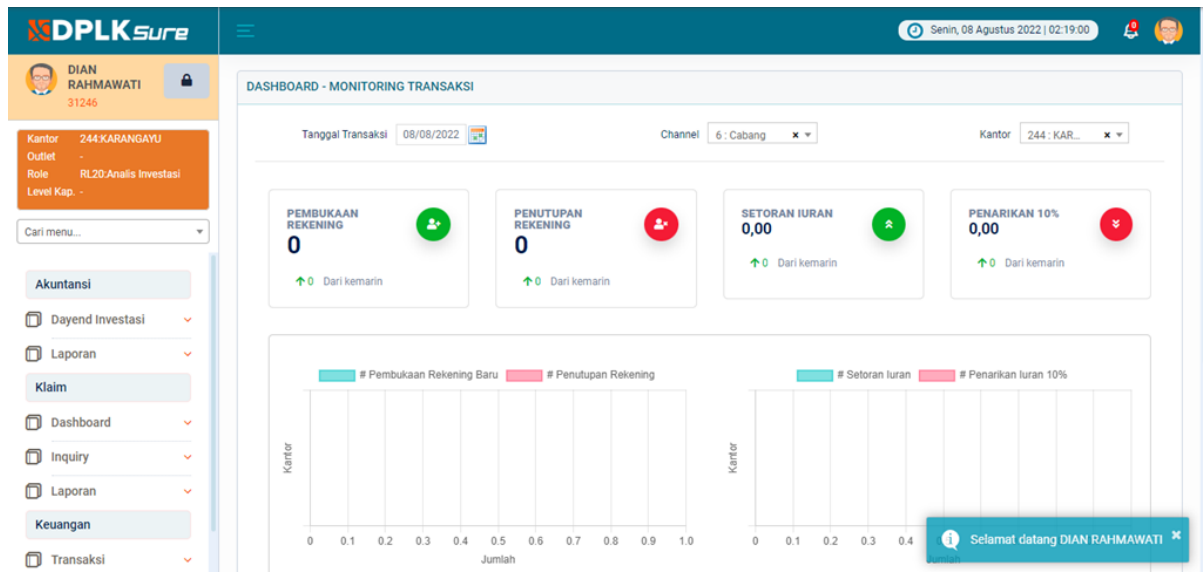 DPLKSure
Senin, 08 Agustus 2022 | 02:19:00
DIAN
RAHMAWATI
31246
Kantor 244:KARANGAYU
Outlet -
Role RL20:Analis Investasi
Level Kap. -
Cari menu...
Akuntansi
Dayend Investasi
Laporan
Klaim
Dashboard
Inquiry
Laporan
Keuangan
Transaksi
DASHBOARD - MONITORING TRANSAKSI
Tanggal Transaksi 08/08/2022 Channel 6 : Cabang x Kantor 244 : KAR... x
PEMBUKAAN
REKENING
0
0 Dari kemarin
PENUTUPAN
REKENING
0
0 Dari kemarin
SETORAN IURAN
0,00
0 Dari kemarin
PENARIKAN 10%
0,00
0 Dari kemarin
# Pembukaan Rekening Baru # Penutupan Rekening
Kantor
0 0.1 0.2 0.3 0.4 0.5 0.6 0.7 0.8 0.9 1.0
Jumlah
# Setoran Iuran # Penarikan Iuran 10%
Kantor
0 0.1 0.2 0.3 0.4
Jumlah
Selamat datang DIAN RAHMAWATI x